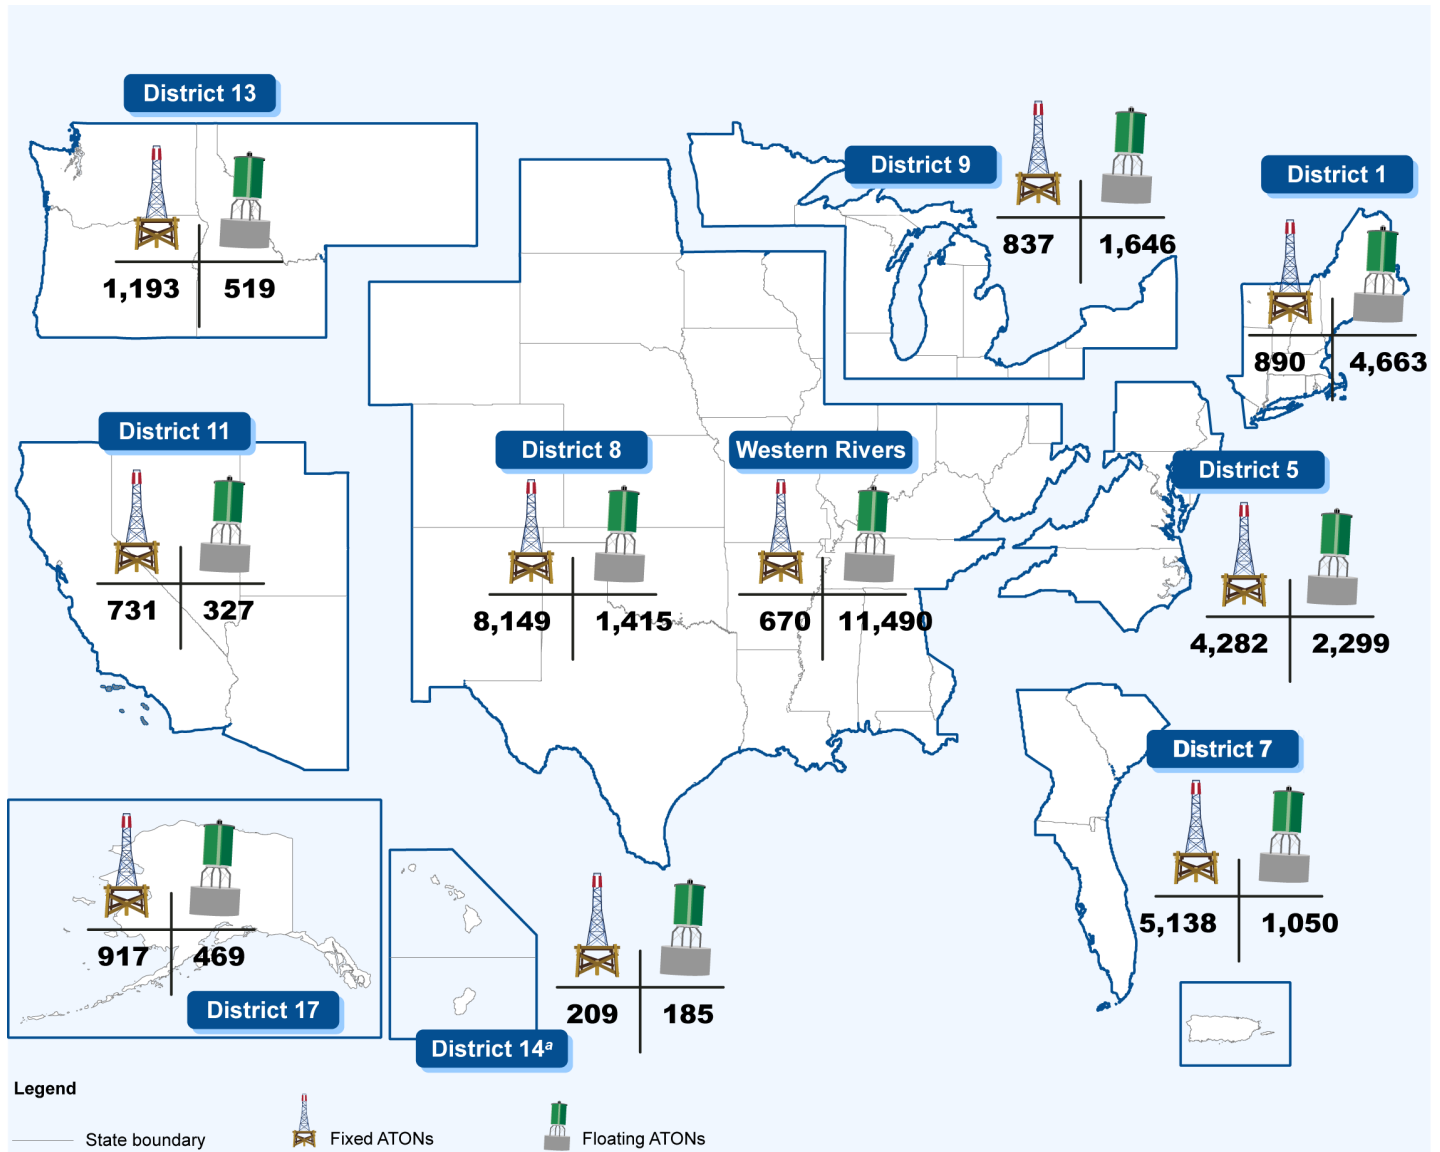 District 13
1,193 519
District 9
837 1,646
District 1
890 4,663
District 11
731 327
District 8
8,149 1,415
Western Rivers
670 11,490
District 5
4,282 2,299
District 7
5,138 1,050
917 469
District 17
209 185
District 14a
Legend
State boundary
Fixed ATONs
Floating ATONs